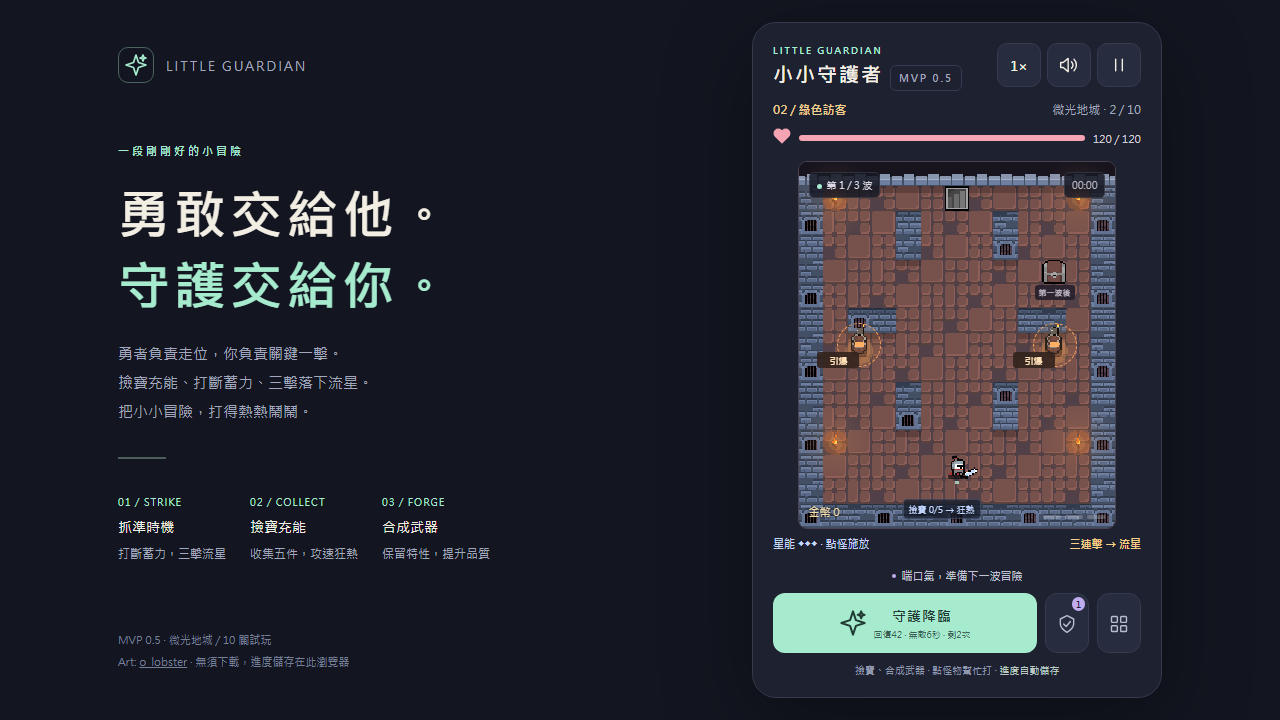 LITTLE GUARDIAN
一段剛剛好的小冒險
勇敢交給他。
守護交給你。
勇者負責走位，你負責關鍵一擊。
撿寶充能、打斷蓄力、三擊落下流星。
把小小冒險，打得熱熱鬧鬧。
01 / STRIKE
抓準時機
打斷蓄力，三擊流星
02 / COLLECT
撿寶充能
收集五件，攻速狂熱
03 / FORGE
合成武器
保留特性，提升品質
MVP 0.5 · 微光地城 / 10 關試玩
Art: o_lobster · 無須下載，進度儲存在此瀏覽器
LITTLE GUARDIAN
小小守護者 MVP 0.5
1×
02 / 綠色訪客
微光地城 · 2 / 10
120 / 120
第 1 / 3 波
00:00
第一波後
引爆
引爆
金幣 0
撿寶 0/5 → 狂熱
星能 ◆◆◆ · 點怪施放
三連擊 → 流星
喘口氣，準備下一波冒險
守護降臨
回復42 · 無敵6秒 · 剩2次
1
撿寶、合成武器 · 點怪物幫忙打 · 進度自動儲存